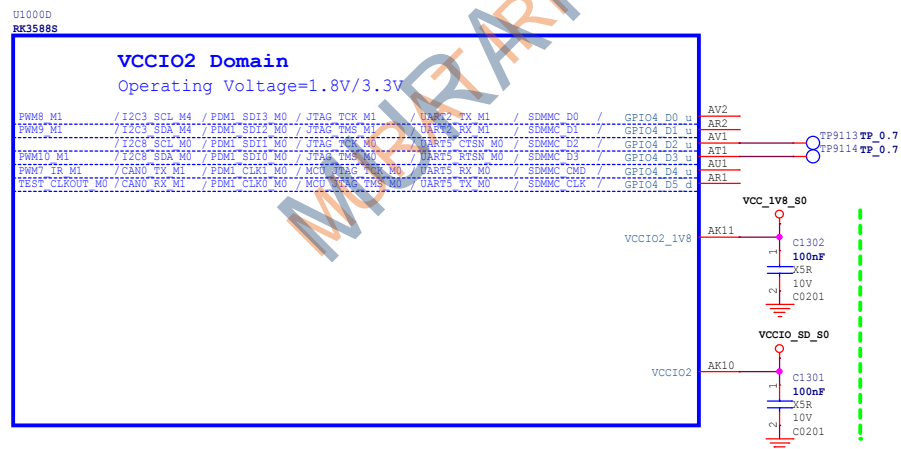 U1000D
RK3588S
VCCIO2 Domain
Operating Voltage=1.8V/3.3V
PWM8_M1 /I2C3_SCL_M4 /PDM1_SDI3_M0 / JTAG_TCK_M1 / UART2_TX_M1 / SDMMC_D0 / GPIO4_D0_u AV2
PWM9_M1 /I2C3_SDA_M4 /PDM1_SDI2_M0 / JTAG_TMS_M1 / UART2_RX_M1 / SDMMC_D1 / GPIO4_D1_u AR2
/I2C8_SCL_M0 /PDM1_SDI1_M0 / JTAG_TCK_M0 UART5_CTSN_M0 / SDMMC_D2 / GPIO4_D2_u AV1 TP9113 TP_0.7
PWM10_M1 /I2C8_SDA_M0 /PDM1_SDI0_M0 / JTAG_TMS_M0 UART5_RTSN_M0 / SDMMC_D3 / GPIO4_D3_u AT1 TP9114 TP_0.7
PWM7_IR_M1 /CAN0_TX_M1 /PDM1_CLK1_M0 / MCU_JTAG_TCK_M0 UART5_RX_M0 / SDMMC_CMD / GPIO4_D4_u AU1
TEST_CLKOUT_M0 /CAN0_RX_M1 /PDM1_CLK0_M0 / MCU_JTAG_TMS_M0 UART5_TX_M0 / SDMMC_CLK / GPIO4_D5_d AR1
VCC_1V8_S0
VCCIO2_1V8 AK11
1 C1302
100nF
X5R
10V
2 C0201
VCCIO_SD_S0
VCCIO2 AK10
1 C1301
100nF
X5R
10V
2 C0201